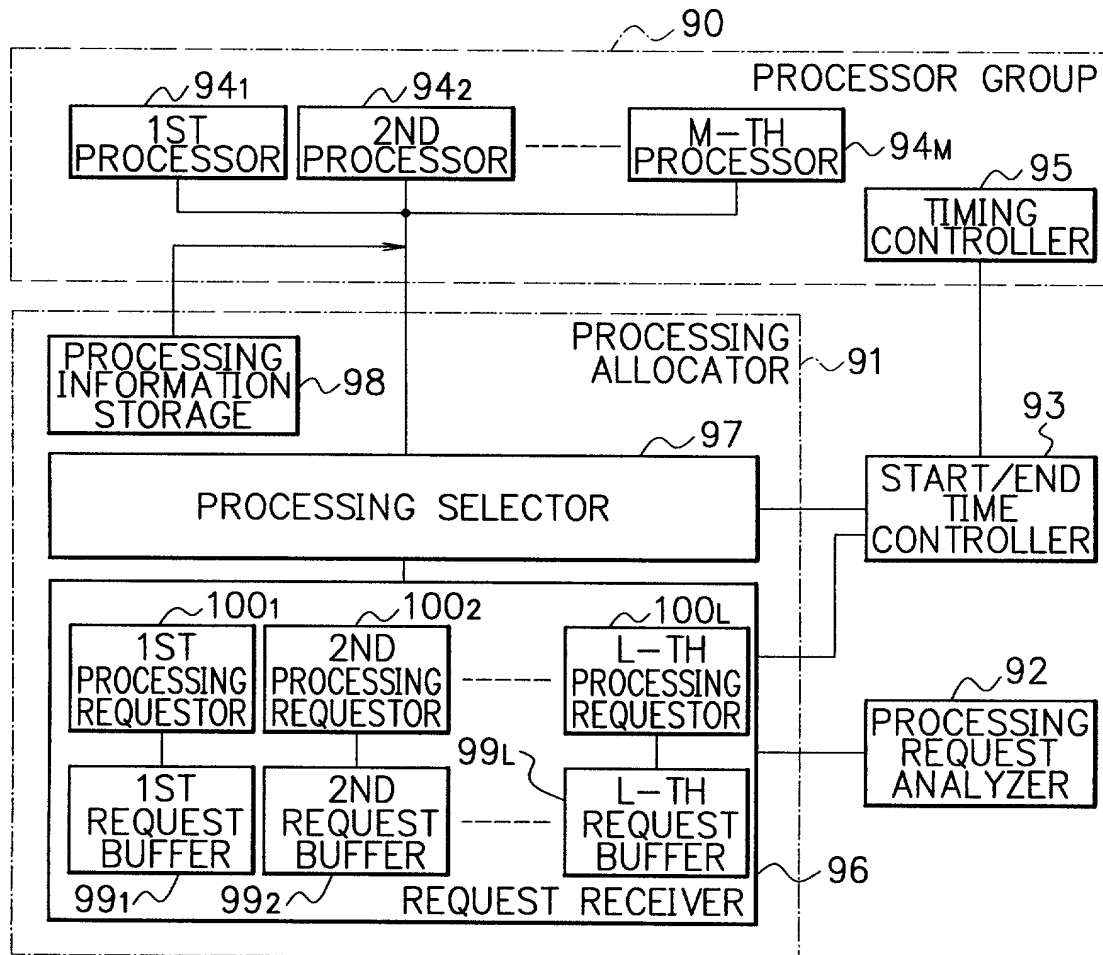 90
PROCESSOR GROUP
94₁
94₂
1ST
PROCESSOR
2ND
PROCESSOR
M-TH
PROCESSOR
94M
95
TIMING
CONTROLLER
PROCESSING
INFORMATION
STORAGE
98
PROCESSING
ALLOCATOR
91
97
93
PROCESSING SELECTOR
START/END
TIME
CONTROLLER
100₁
100₂
100L
1ST
PROCESSING
REQUESTOR
2ND
PROCESSING
REQUESTOR
L-TH
PROCESSING
REQUESTOR
92
PROCESSING
REQUEST
ANALYZER
99L
1ST
REQUEST
BUFFER
2ND
REQUEST
BUFFER
L-TH
REQUEST
BUFFER
96
99₁
99₂
REQUEST RECEIVER